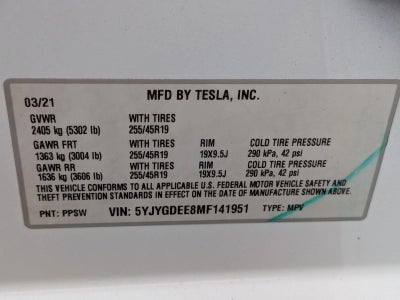 03/21 MFD BY TESLA, INC.
GVWR WITH TIRES
2405 kg (5302 lb) 255/45R19
GAWR FRT WITH TIRES RIM COLD TIRE PRESSURE
1363 kg (3004 lb) 255/45R19 19X9.5J 290 kPa, 42 psi
GAWR RR WITH TIRES RIM COLD TIRE PRESSURE
1636 kg (3606 lb) 255/45R19 19X9.5J 290 kPa, 42 psi
THIS VEHICLE CONFORMS TO ALL APPLICABLE U.S. FEDERAL MOTOR VEHICLE SAFETY AND
THEFT PREVENTION STANDARDS IN EFFECT ON THE DATE OF MANUFACTURE SHOWN ABOVE.
PNT: PPSW VIN: 5YJYGDEE8MF141951 TYPE: MPV